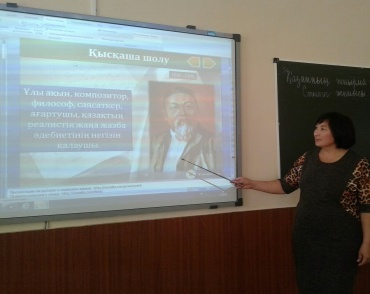 Қысқаша шолу
Ұлы ақын, композитор,
философ, саясаткер,
ағартушы, қазақтың
реалистік жаңа жазба
әдебиетінің негізін
қалаушы